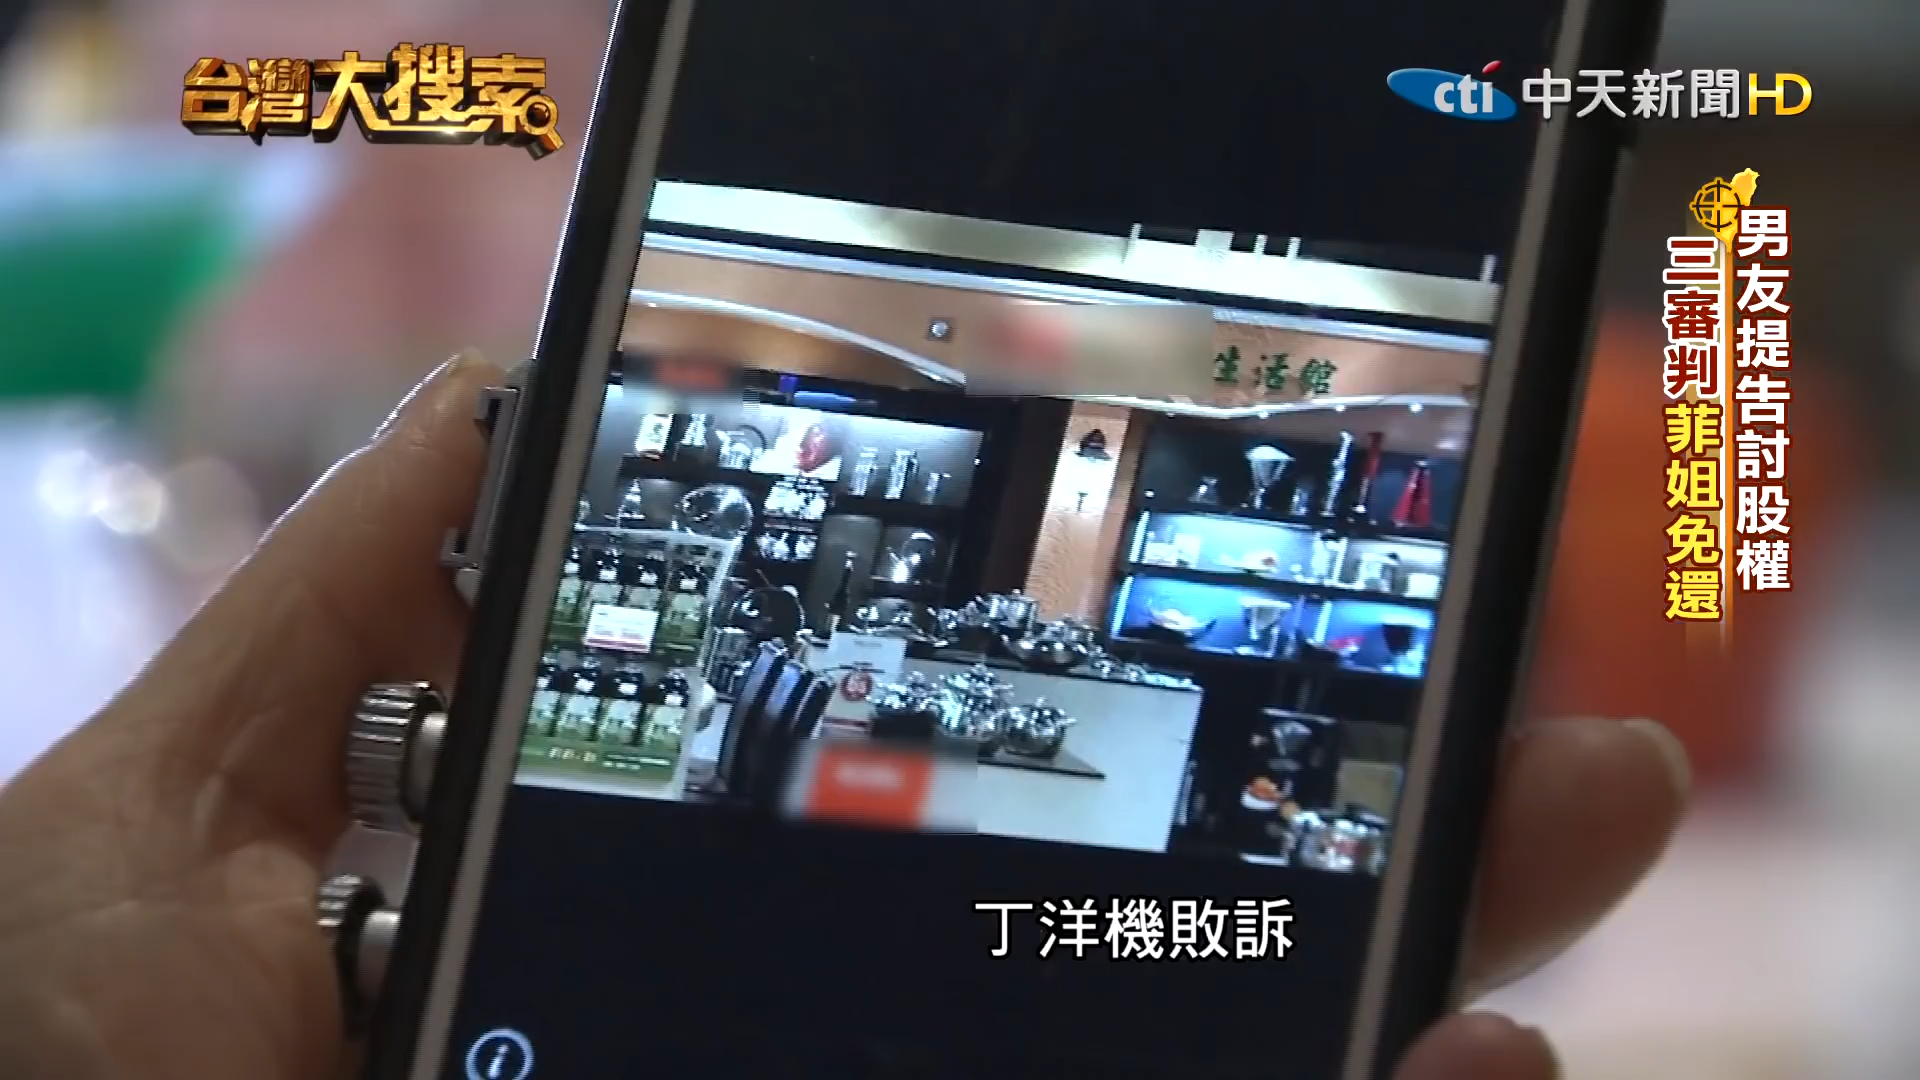 台灣大搜索
cti 中天新聞HD
男友提告討股權
三審判菲姐免還
生活館
丁洋機敗訴